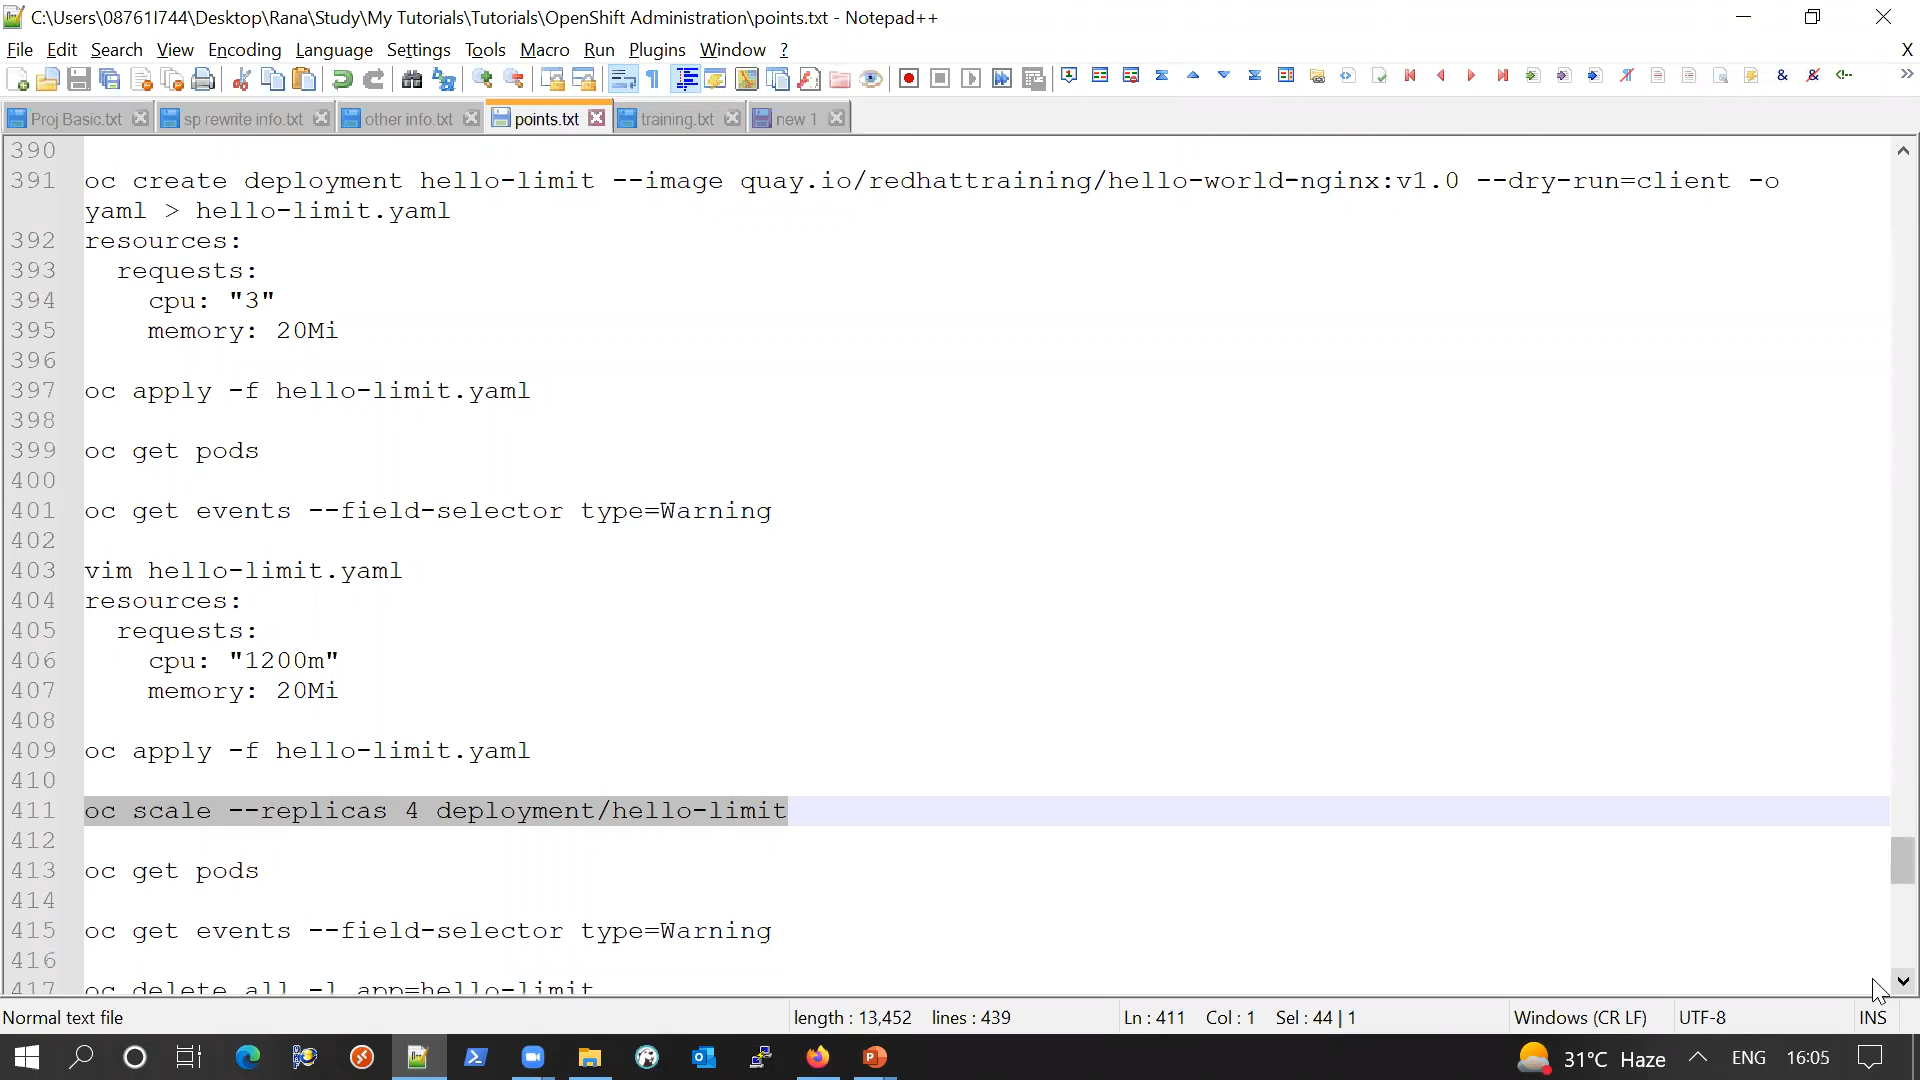 C:\Users\08761I744\Desktop\Rana\Study\My Tutorials\Tutorials\OpenShift Administration\points.txt - Notepad++
File Edit Search View Encoding Language Settings Tools Macro Run Plugins Window ? X
Proj Basic.txt sp rewrite info.txt other info.txt points.txt training.txt new 1
390
391 oc create deployment hello-limit --image quay.io/redhattraining/hello-world-nginx:v1.0 --dry-run=client -o
yaml > hello-limit.yaml
392 resources:
393 requests:
394 cpu: "3"
395 memory: 20Mi
396
397 oc apply -f hello-limit.yaml
398
399 oc get pods
400
401 oc get events --field-selector type=Warning
402
403 vim hello-limit.yaml
404 resources:
405 requests:
406 cpu: "1200m"
407 memory: 20Mi
408
409 oc apply -f hello-limit.yaml
410
411 oc scale --replicas 4 deployment/hello-limit
412
413 oc get pods
414
415 oc get events --field-selector type=Warning
416
417 oc delete all -l app=hello-limit
Normal text file length : 13,452 lines : 439 Ln : 411 Col : 1 Sel : 44 | 1 Windows (CR LF) UTF-8 INS
31°C Haze ENG 16:05